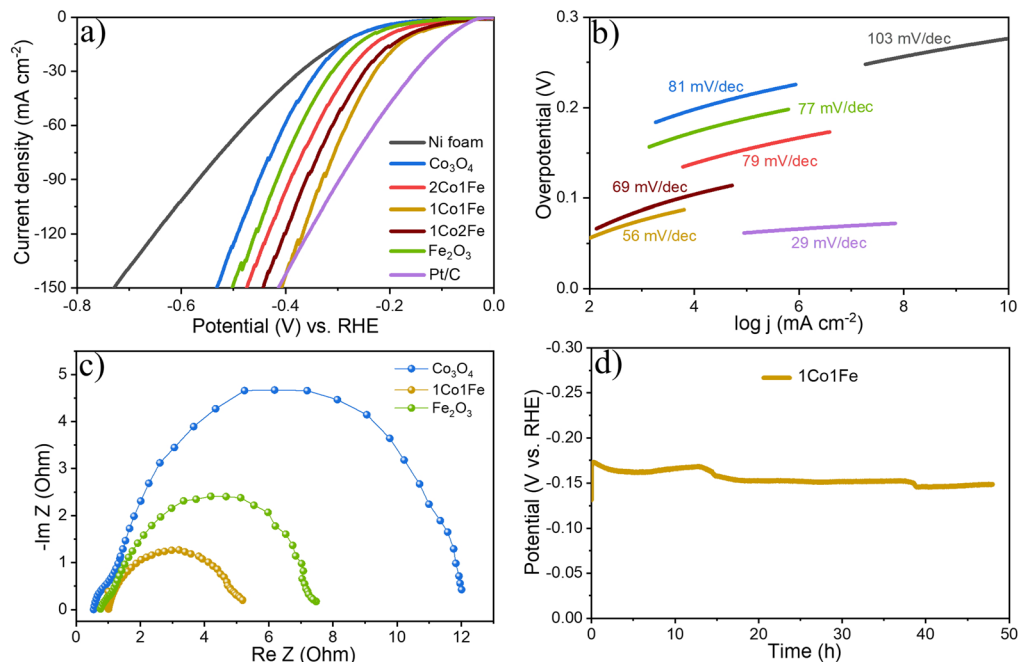 a)
0
-30
-60
-90
-120
-150
Current density (mA cm⁻²)
Ni foam
Co₃O₄
2Co1Fe
1Co1Fe
1Co2Fe
Fe₂O₃
Pt/C
-0.8
-0.6
-0.4
-0.2
0.0
Potential (V) vs. RHE
b)
0.3
0.2
0.1
0.0
Overpotential (V)
103 mV/dec
81 mV/dec
77 mV/dec
79 mV/dec
69 mV/dec
56 mV/dec
29 mV/dec
2
4
6
8
10
log j (mA cm⁻²)
c)
5
4
3
2
1
0
-Im Z (Ohm)
Co₃O₄
1Co1Fe
Fe₂O₃
0
2
4
6
8
10
12
Re Z (Ohm)
d)
-0.30
-0.25
-0.20
-0.15
-0.10
-0.05
0.00
Potential (V vs. RHE)
1Co1Fe
0
10
20
30
40
50
Time (h)